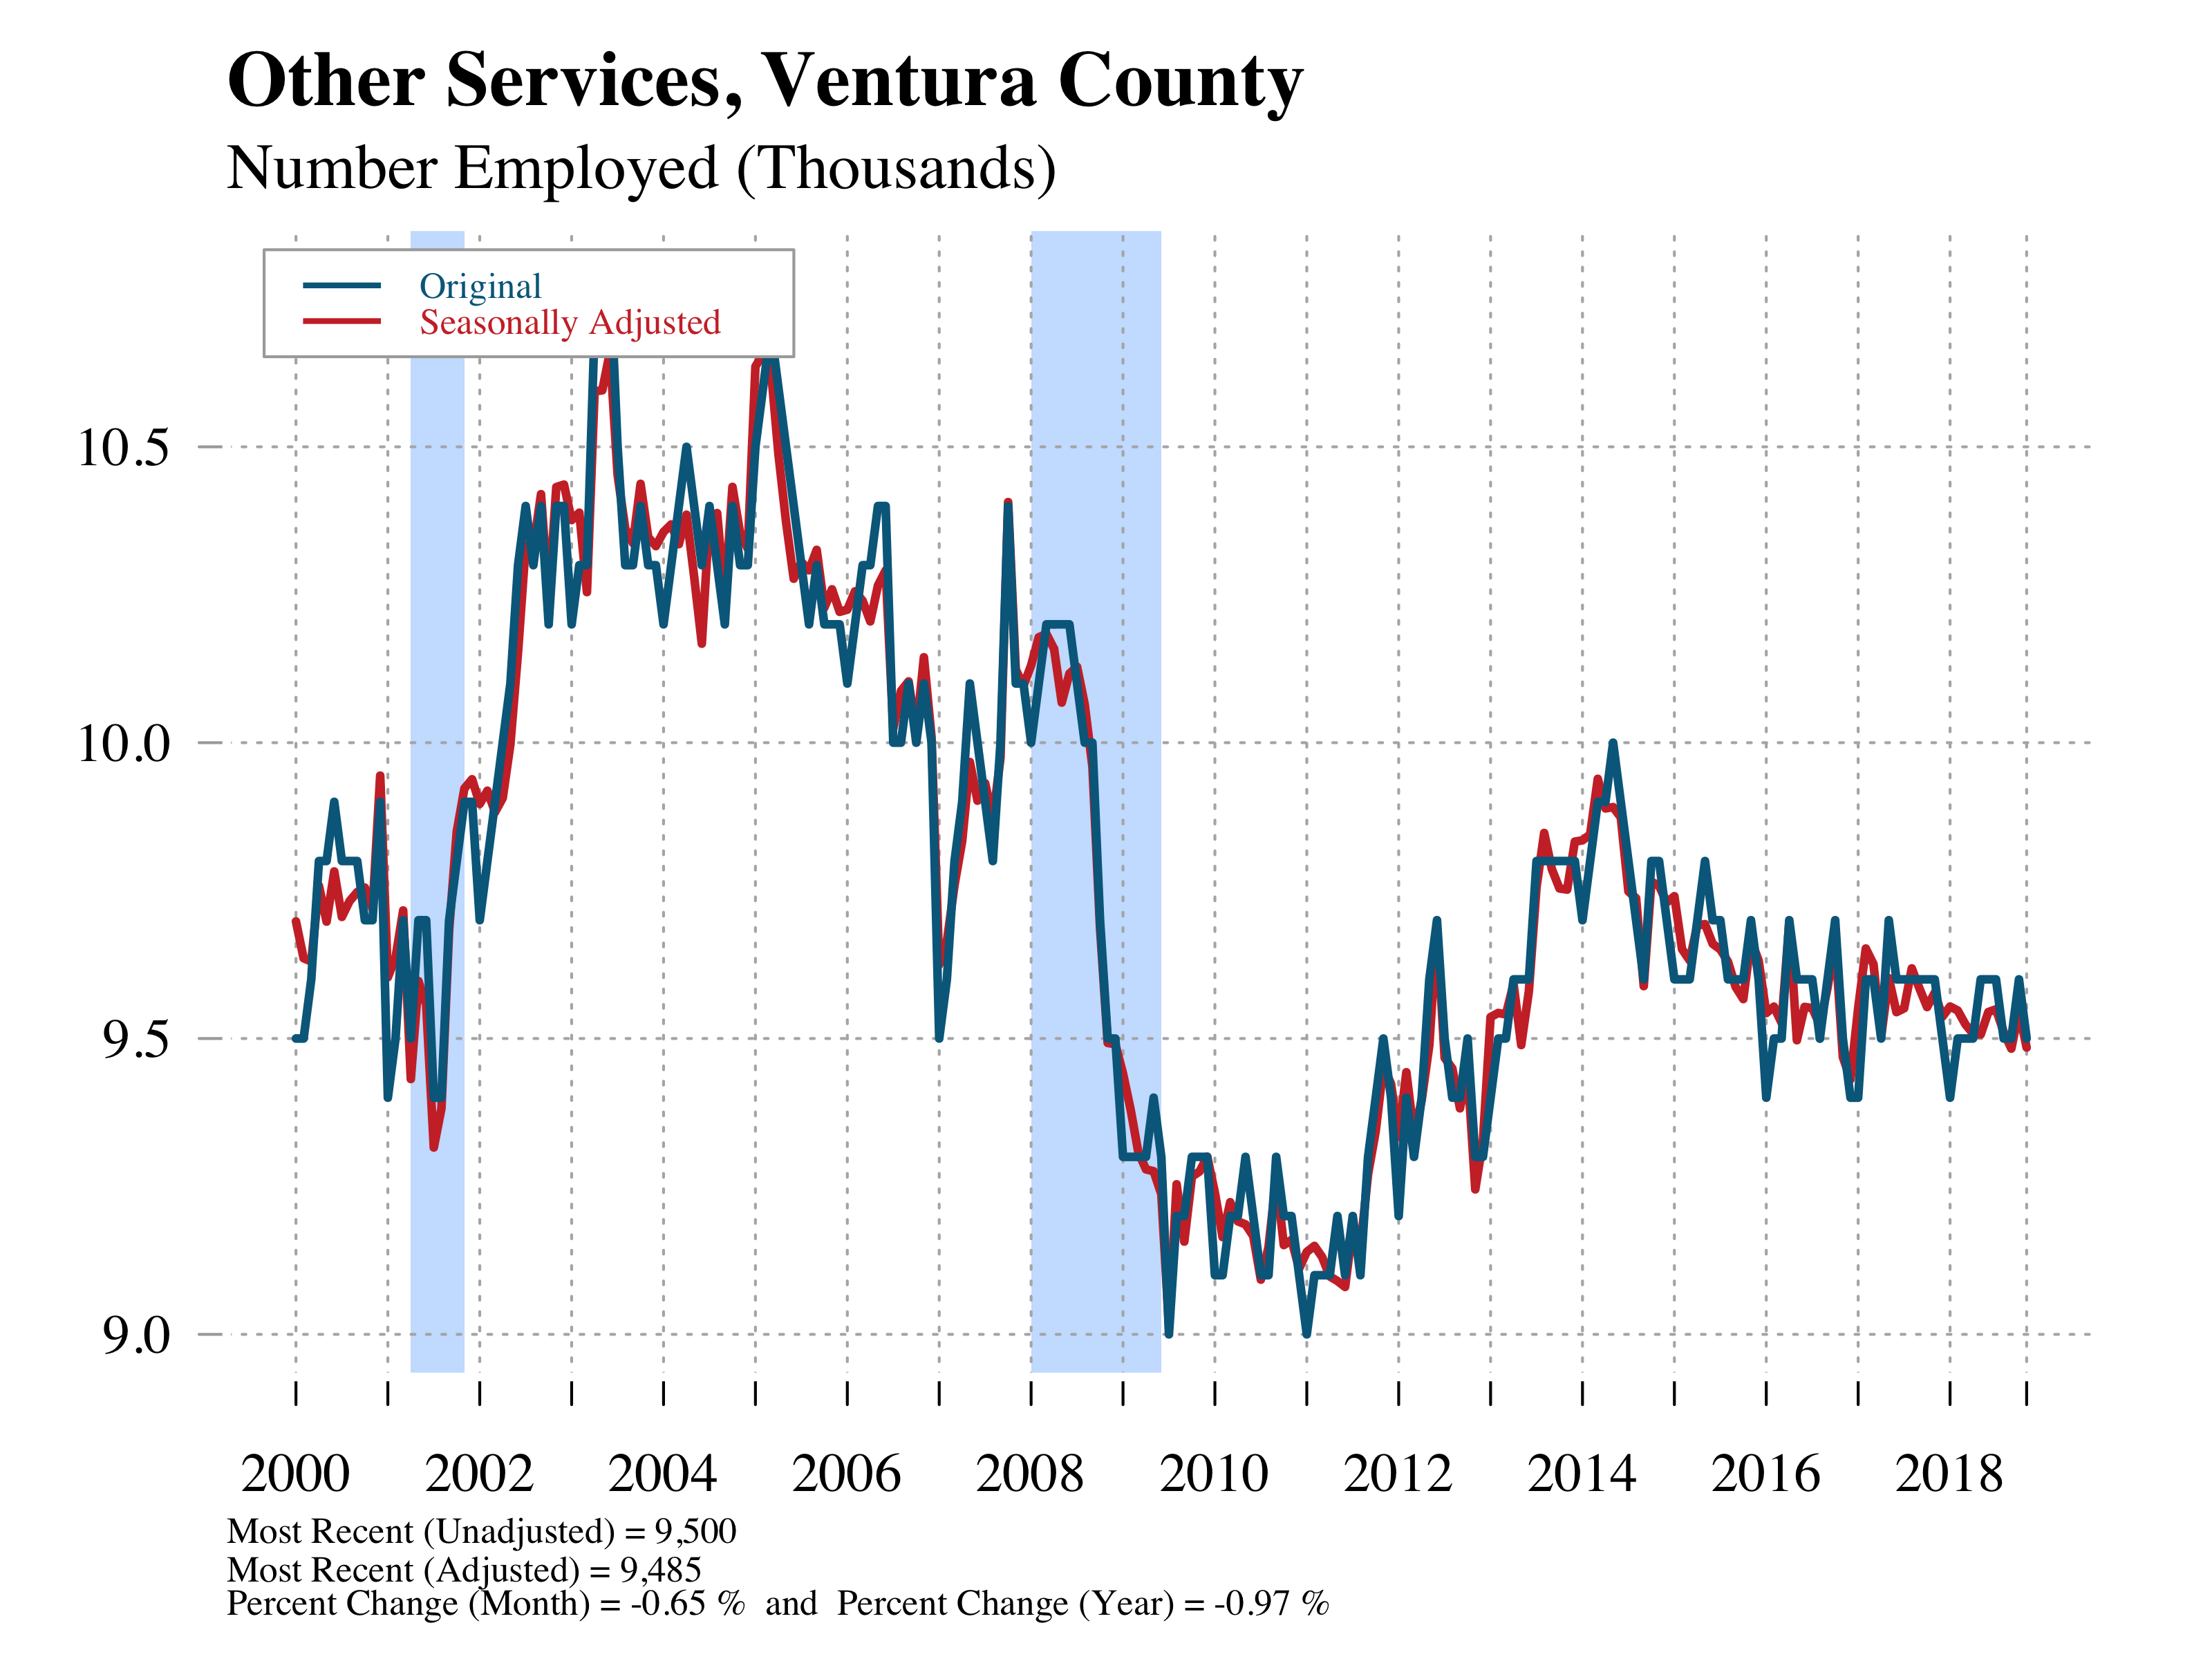 Other Services, Ventura County
Number Employed (Thousands)
Original
Seasonally Adjusted
10.5
10.0
9.5
9.0
2000 2002 2004 2006 2008 2010 2012 2014 2016 2018
Most Recent (Unadjusted) = 9,500
Most Recent (Adjusted) = 9,485
Percent Change (Month) = -0.65 % and Percent Change (Year) = -0.97 %